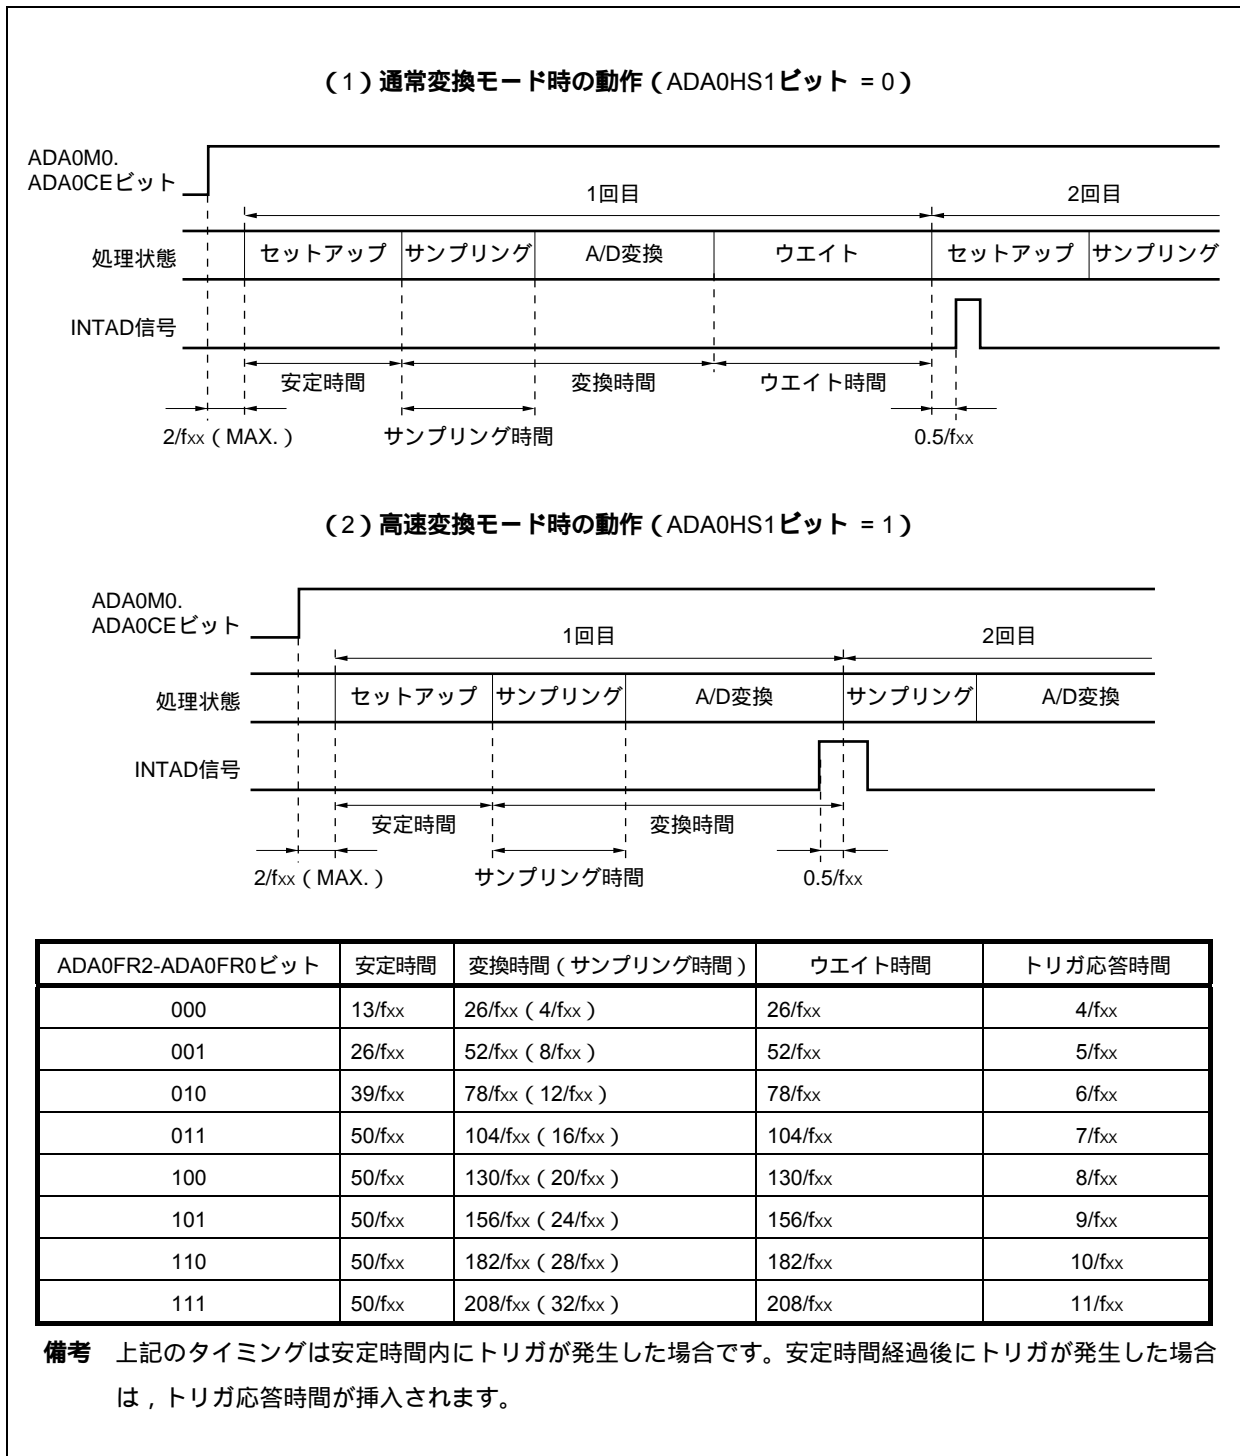 （1）通常変換モード時の動作（ADA0HS1ビット = 0）
ADA0M0.
ADA0CEビット
1回目 2回目
処理状態 セットアップ サンプリング A/D変換 ウエイト セットアップ サンプリング
INTAD信号
安定時間 変換時間 ウエイト時間
2/fxx（MAX.） サンプリング時間 0.5/fxx
（2）高速変換モード時の動作（ADA0HS1ビット = 1）
ADA0M0.
ADA0CEビット
1回目 2回目
処理状態 セットアップ サンプリング A/D変換 サンプリング A/D変換
INTAD信号
安定時間 変換時間
2/fxx（MAX.） サンプリング時間 0.5/fxx
ADA0FR2-ADA0FR0ビット 安定時間 変換時間（サンプリング時間） ウエイト時間 トリガ応答時間
000 13/fxx 26/fxx（4/fxx） 26/fxx 4/fxx
001 26/fxx 52/fxx（8/fxx） 52/fxx 5/fxx
010 39/fxx 78/fxx（12/fxx） 78/fxx 6/fxx
011 50/fxx 104/fxx（16/fxx） 104/fxx 7/fxx
100 50/fxx 130/fxx（20/fxx） 130/fxx 8/fxx
101 50/fxx 156/fxx（24/fxx） 156/fxx 9/fxx
110 50/fxx 182/fxx（28/fxx） 182/fxx 10/fxx
111 50/fxx 208/fxx（32/fxx） 208/fxx 11/fxx
備考 上記のタイミングは安定時間内にトリガが発生した場合です。安定時間経過後にトリガが発生した場合
は，トリガ応答時間が挿入されます。